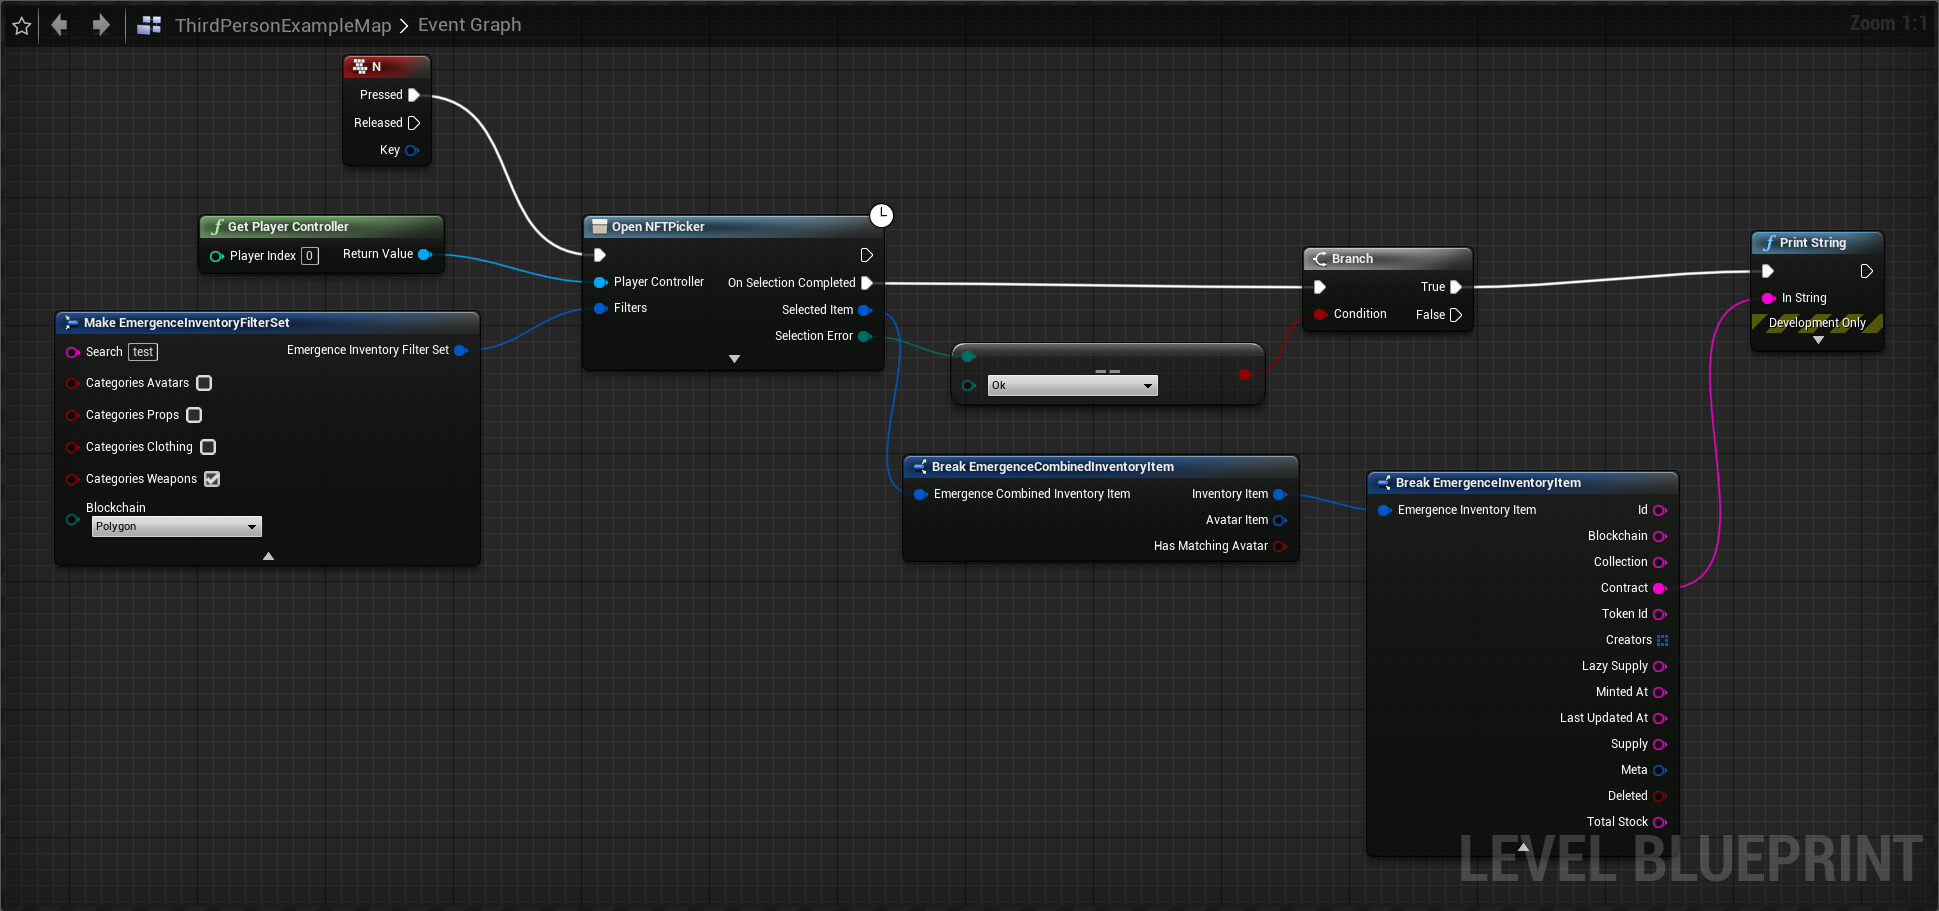 ThirdPersonExampleMap > Event Graph
Zoom 1:1
N
Pressed
Released
Key
Get Player Controller
Player Index 0
Return Value
Make EmergenceInventoryFilterSet
Search test
Emergence Inventory Filter Set
Categories Avatars
Categories Props
Categories Clothing
Categories Weapons
Blockchain
Polygon
Open NFTPicker
Player Controller
On Selection Completed
Filters
Selected Item
Selection Error
==
Ok
Branch
True
Condition
False
Print String
In String
Development Only
Break EmergenceCombinedInventoryItem
Emergence Combined Inventory Item
Inventory Item
Avatar Item
Has Matching Avatar
Break EmergenceInventoryItem
Emergence Inventory Item
Id
Blockchain
Collection
Contract
Token Id
Creators
Lazy Supply
Minted At
Last Updated At
Supply
Meta
Deleted
Total Stock
LEVEL BLUEPRINT